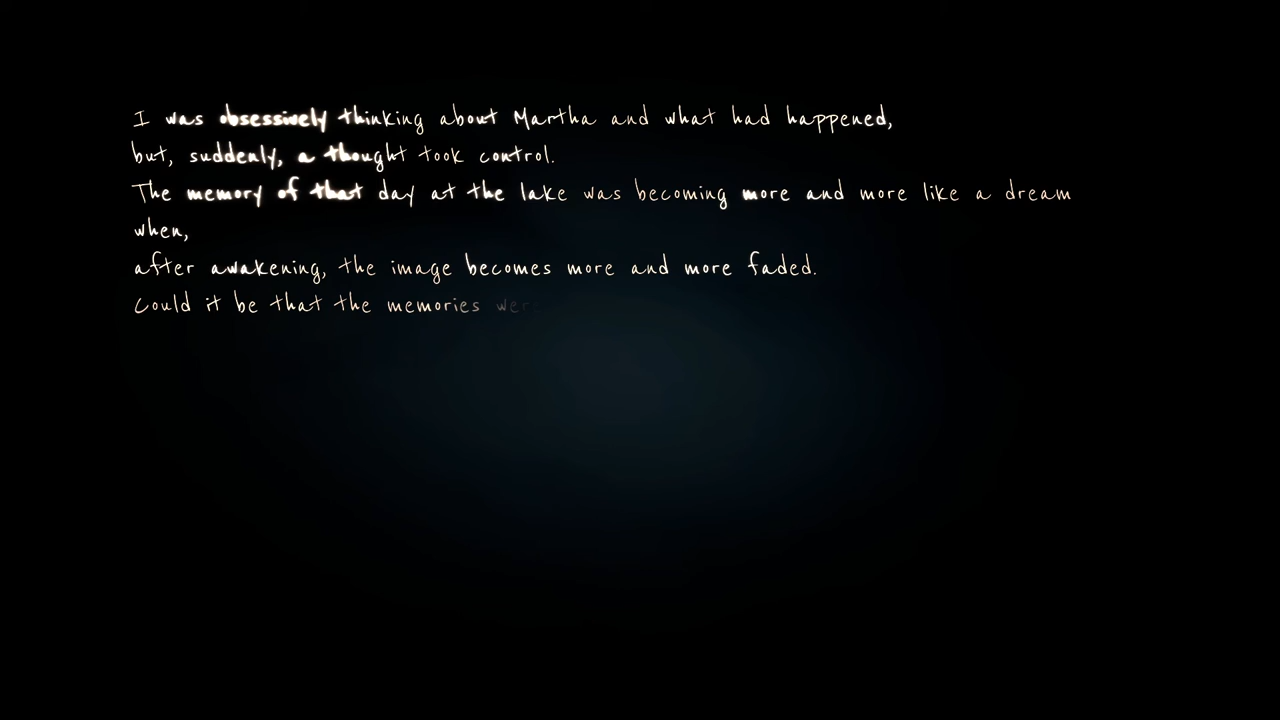 I was obsessively thinking about Martha and what had happened,
but, suddenly, a thought took control.
The memory of that day at the lake was becoming more and more like a dream
when,
after awakening, the image becomes more and more faded.
Could it be that the memories